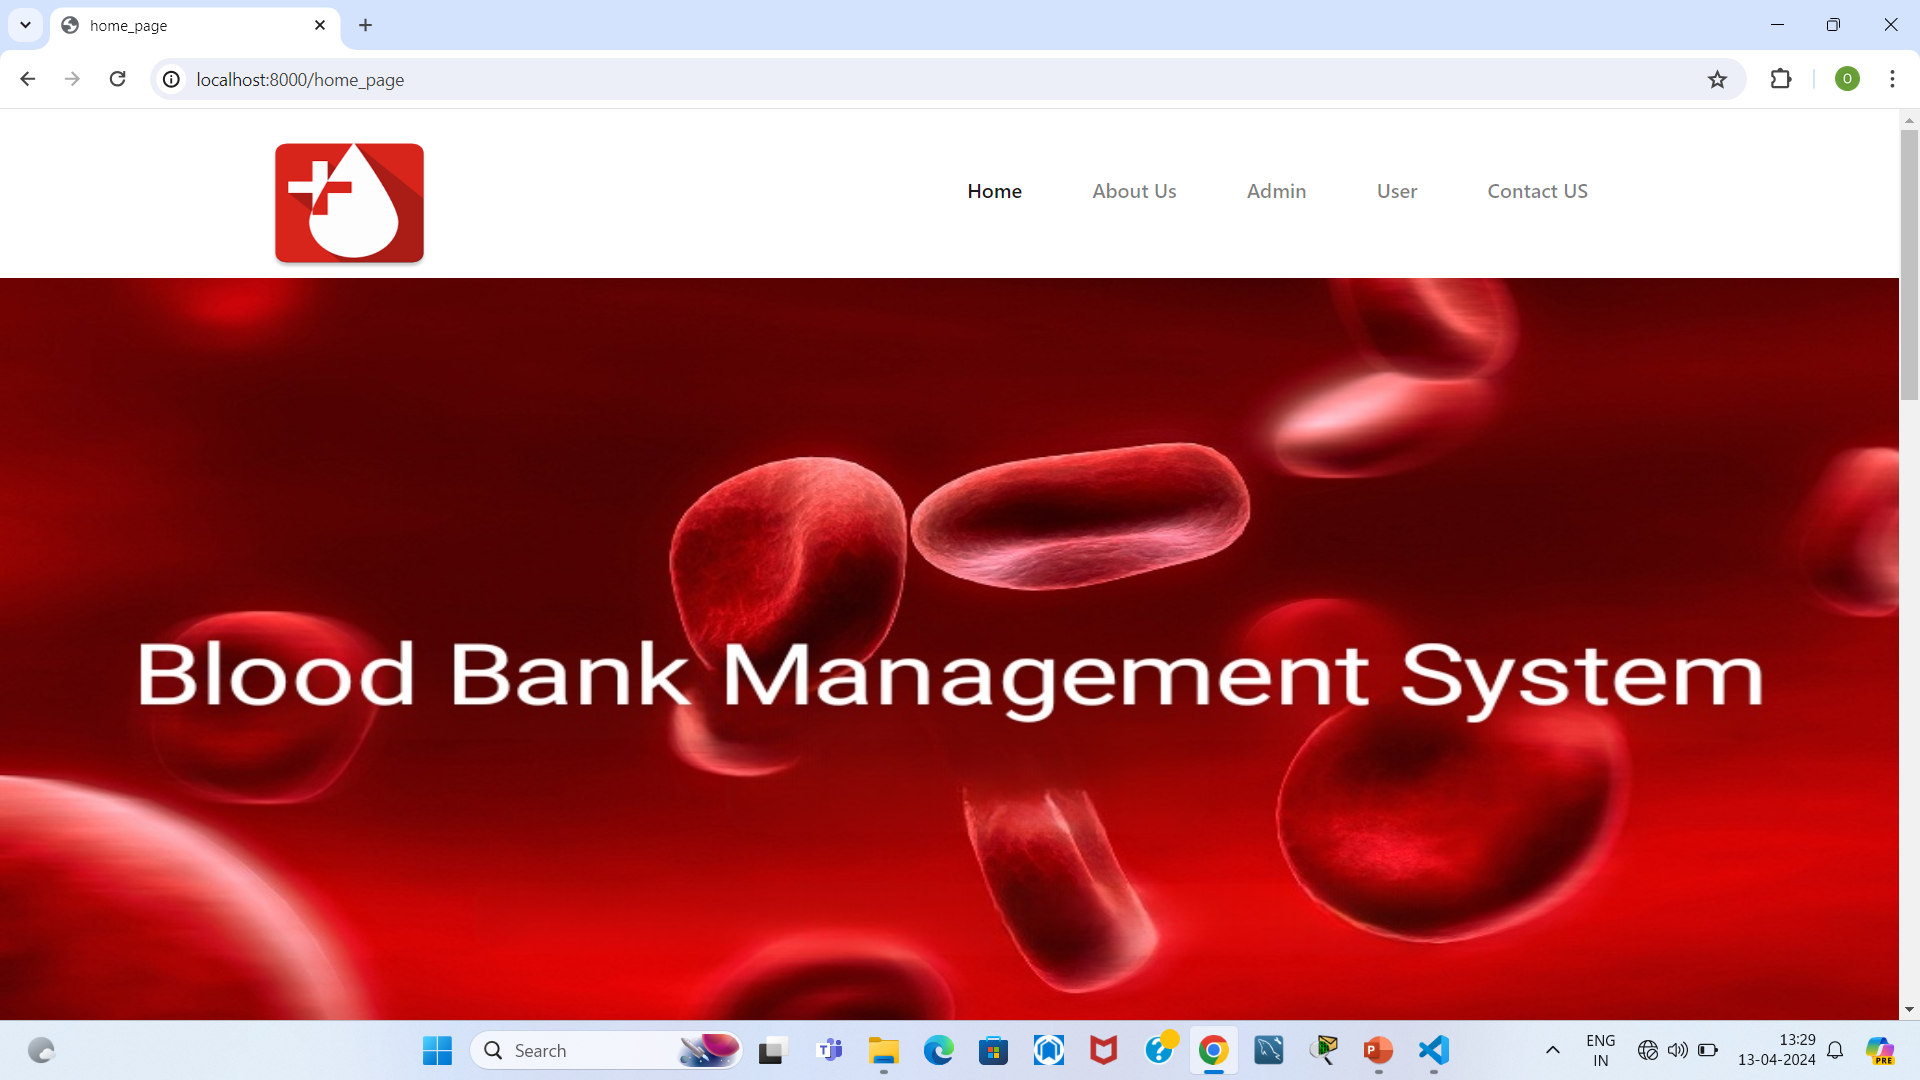 home_page
localhost:8000/home_page
O
Home
About Us
Admin
User
Contact US
Blood Bank Management System
Search
ENG
IN
13:29
13-04-2024
PRE